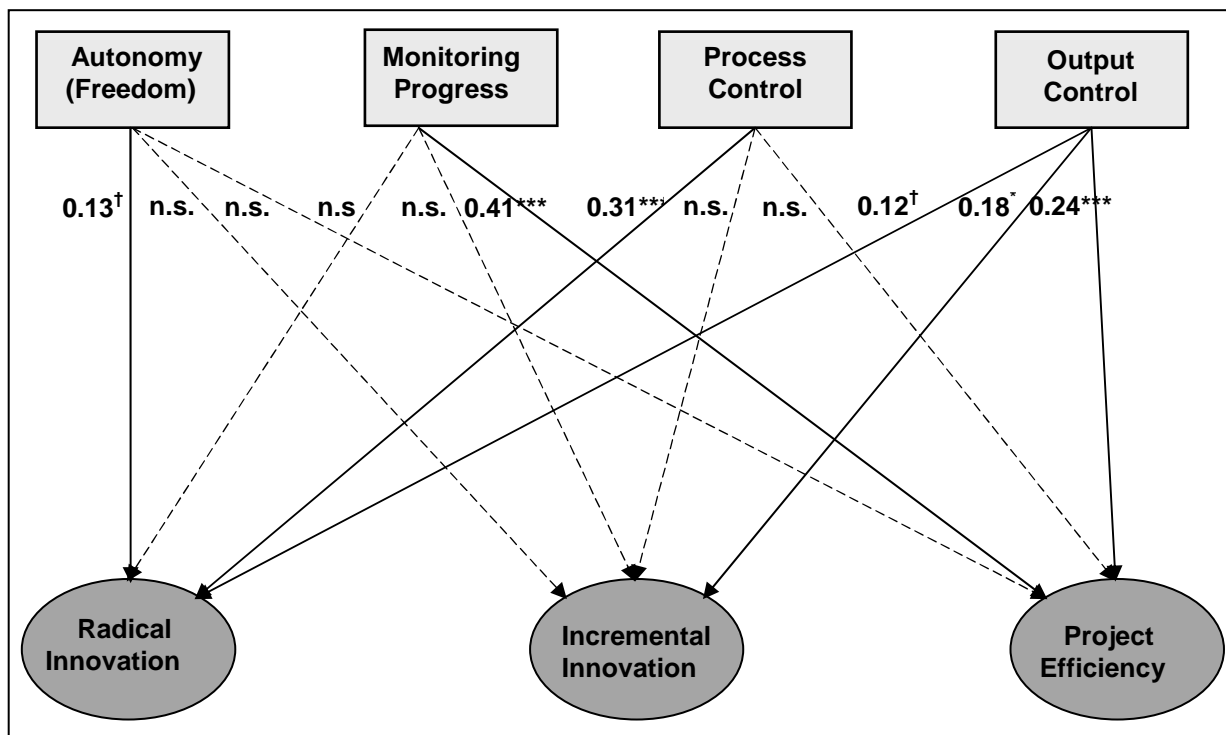 Autonomy
(Freedom)
Monitoring
Progress
Process
Control
Output
Control
0.13† n.s. n.s. n.s n.s. 0.41*** 0.31*** n.s. n.s. 0.12† 0.18* 0.24***
Radical
Innovation
Incremental
Innovation
Project
Efficiency